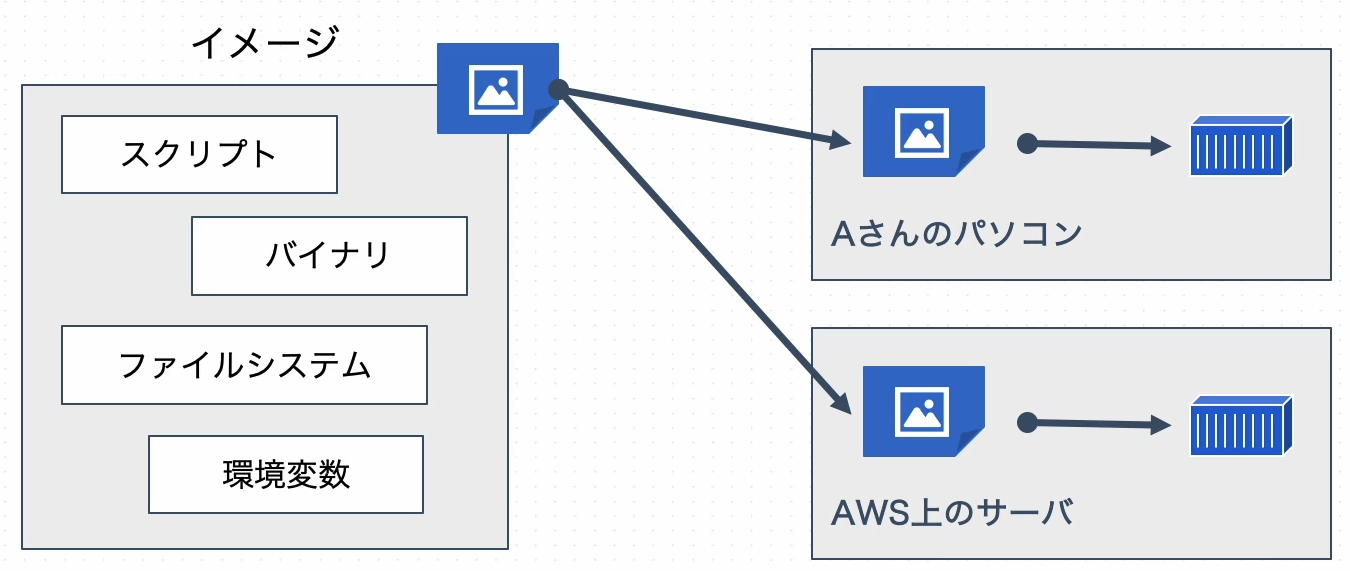 イメージ
スクリプト
バイナリ
ファイルシステム
環境変数
Aさんのパソコン
AWS上のサーバ